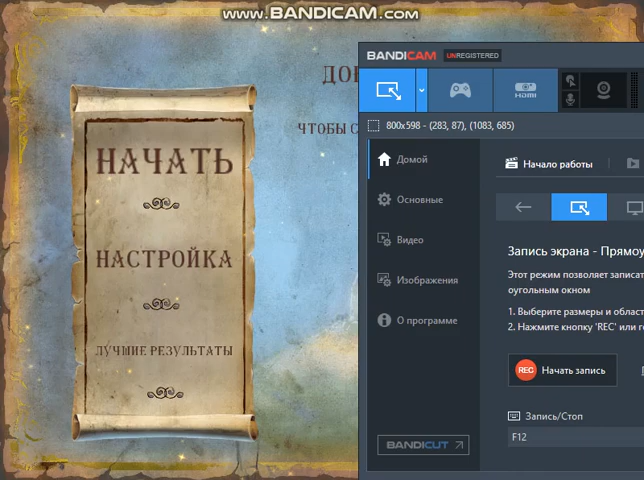 www.BANDICAM.com
ДО
ЧТОБЫ С
НАЧАТЬ
НАСТРОЙКА
ЛУЧШИЕ РЕЗУЛЬТАТЫ
BANDICAM UNREGISTERED
HDMI
800x598 - (283, 87), (1083, 685)
Домой
Основные
Видео
Изображения
О программе
BANDICUT
Начало работы
Запись экрана - Прямоу
Этот режим позволяет записат
оугольным окном
1. Выберите размеры и област
2. Нажмите кнопку 'REC' или г
REC Начать запись
Запись/Стоп
F12